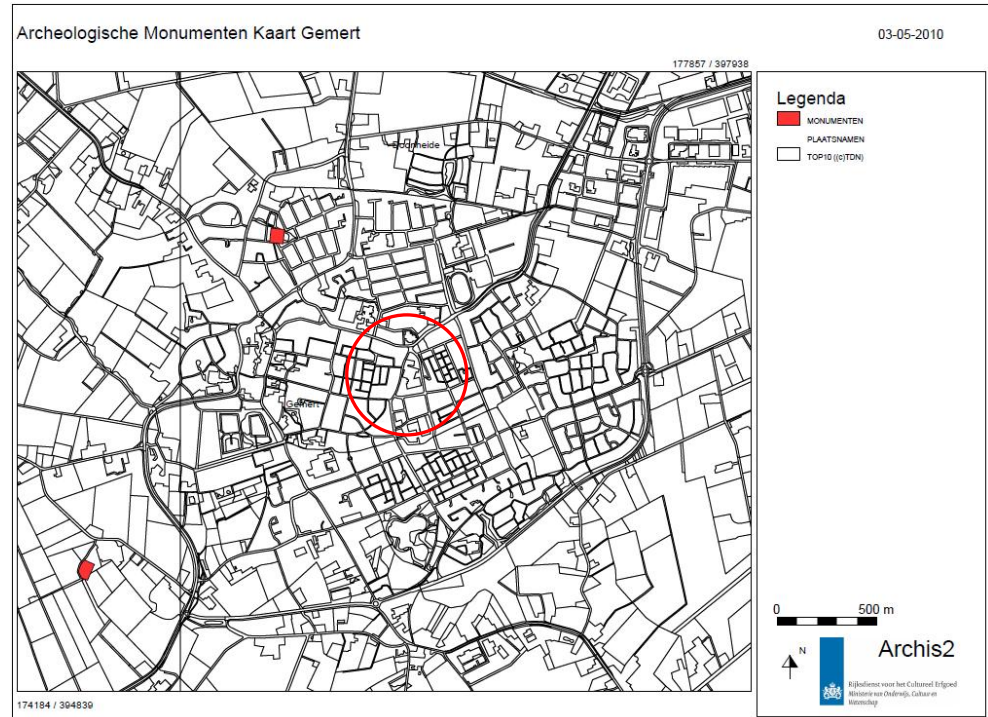 Archeologische Monumenten Kaart Gemert
03-05-2010
177857 / 397938
Legenda
MONUMENTEN
PLAATSNAMEN
TOP10 ((c)TDN)
Doonheide
Gemert
0 500 m
N
Archis2
Rijksdienst voor het Cultureel Erfgoed
Ministerie van Onderwijs, Cultuur en
Wetenschap
174184 / 394839